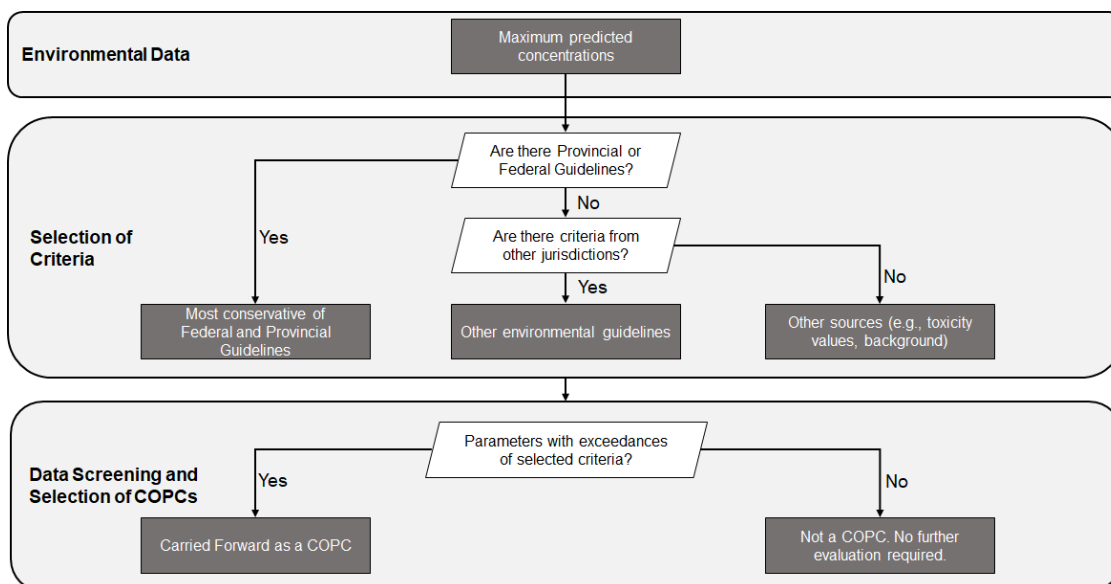 Environmental Data
Maximum predicted
concentrations
Are there Provincial or
Federal Guidelines?
No
Selection of
Criteria
Yes
Are there criteria from
other jurisdictions?
Yes
No
Most conservative of
Federal and Provincial
Guidelines
Other environmental guidelines
Other sources (e.g., toxicity
values, background)
Parameters with exceedances
of selected criteria?
Data Screening and
Selection of COPCs
Yes
No
Carried Forward as a COPC
Not a COPC. No further
evaluation required.